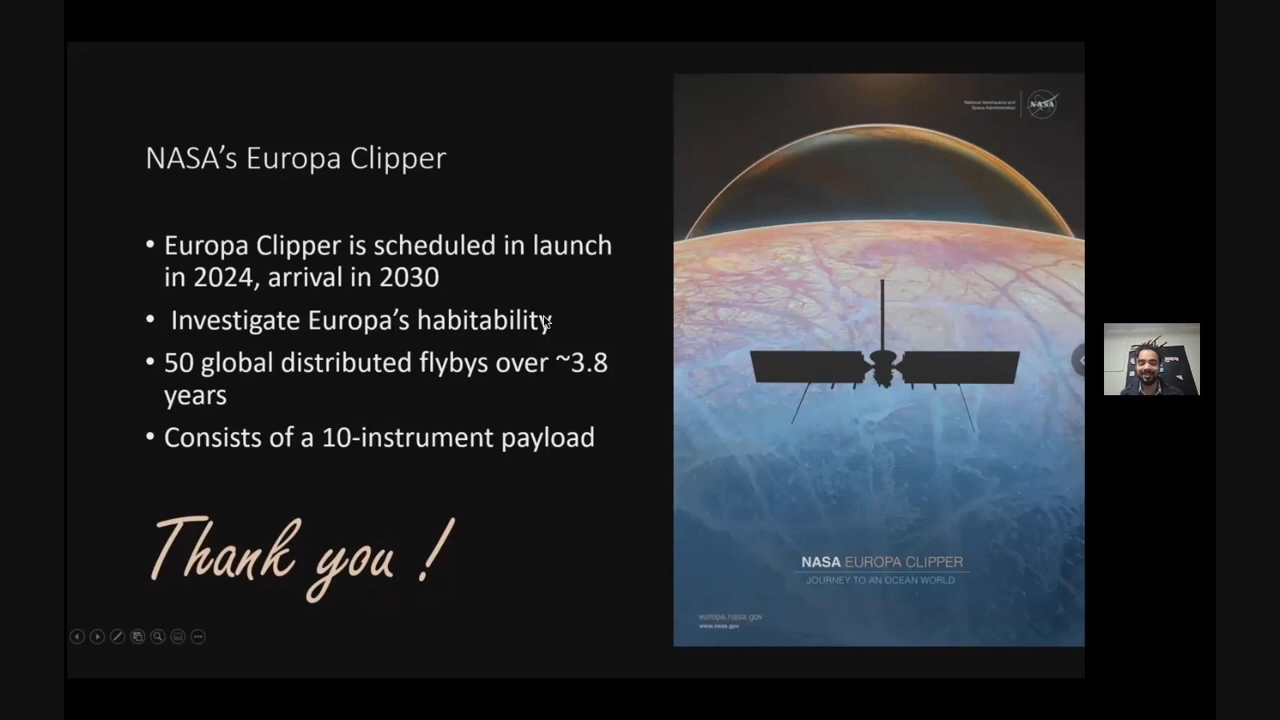 NASA’s Europa Clipper
• Europa Clipper is scheduled in launch
in 2024, arrival in 2030
• Investigate Europa’s habitability
• 50 global distributed flybys over ~3.8
years
• Consists of a 10-instrument payload
Thank you !
National Aeronautics and
Space Administration
NASA
NASA EUROPA CLIPPER
JOURNEY TO AN OCEAN WORLD
europa.nasa.gov
www.nasa.gov